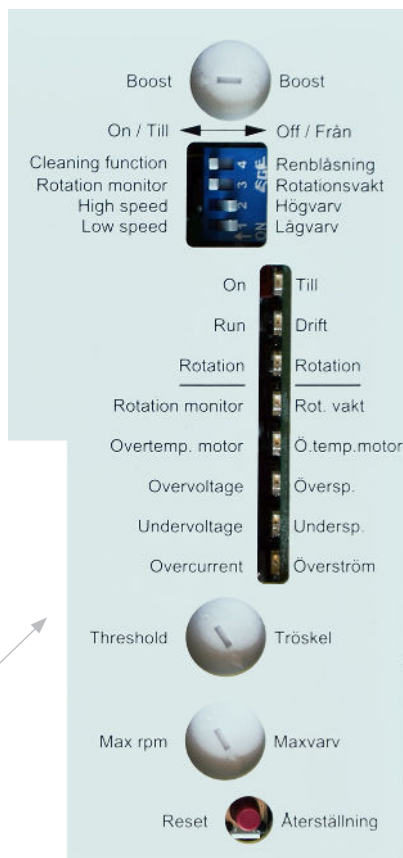 Boost Boost
On / Till Off / Från
Cleaning function 4 Renblåsning
Rotation monitor 3 Rotationsvakt
High speed 2 Högvarv
Low speed 1 ON Lågvarv
On Till
Run Drift
Rotation Rotation
Rotation monitor Rot. vakt
Overtemp. motor Ö.temp.motor
Overvoltage Översp.
Undervoltage Undersp.
Overcurrent Överström
Threshold Tröskel
Max rpm Maxvarv
Reset Återställning